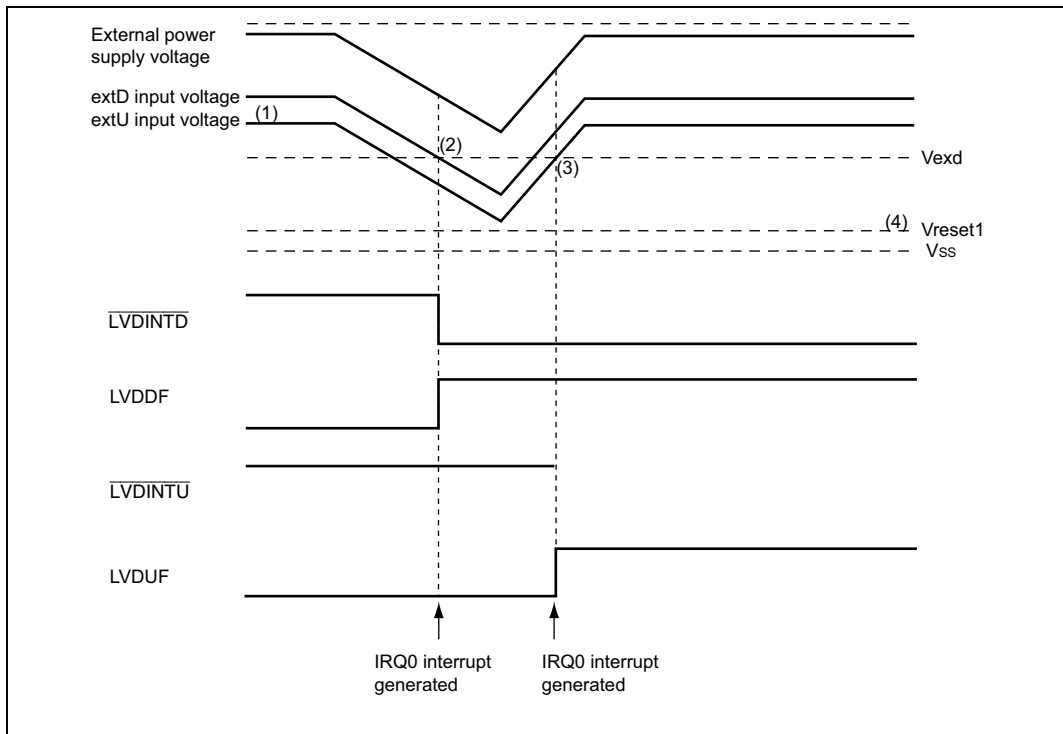 External power
supply voltage
extD input voltage
(1)
extU input voltage
(2)
(3)
Vexd
(4)
Vreset1
VSS
LVDINTD
LVDDF
LVDINTU
LVDUF
IRQ0 interrupt
generated
IRQ0 interrupt
generated